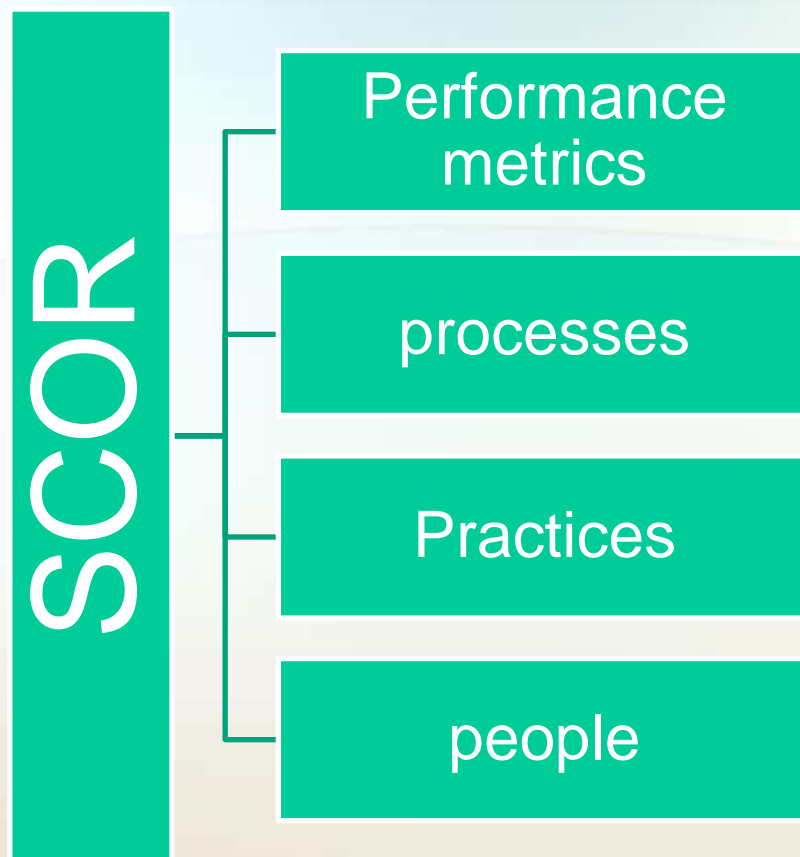 SCOR
Performance
metrics
processes
Practices
people